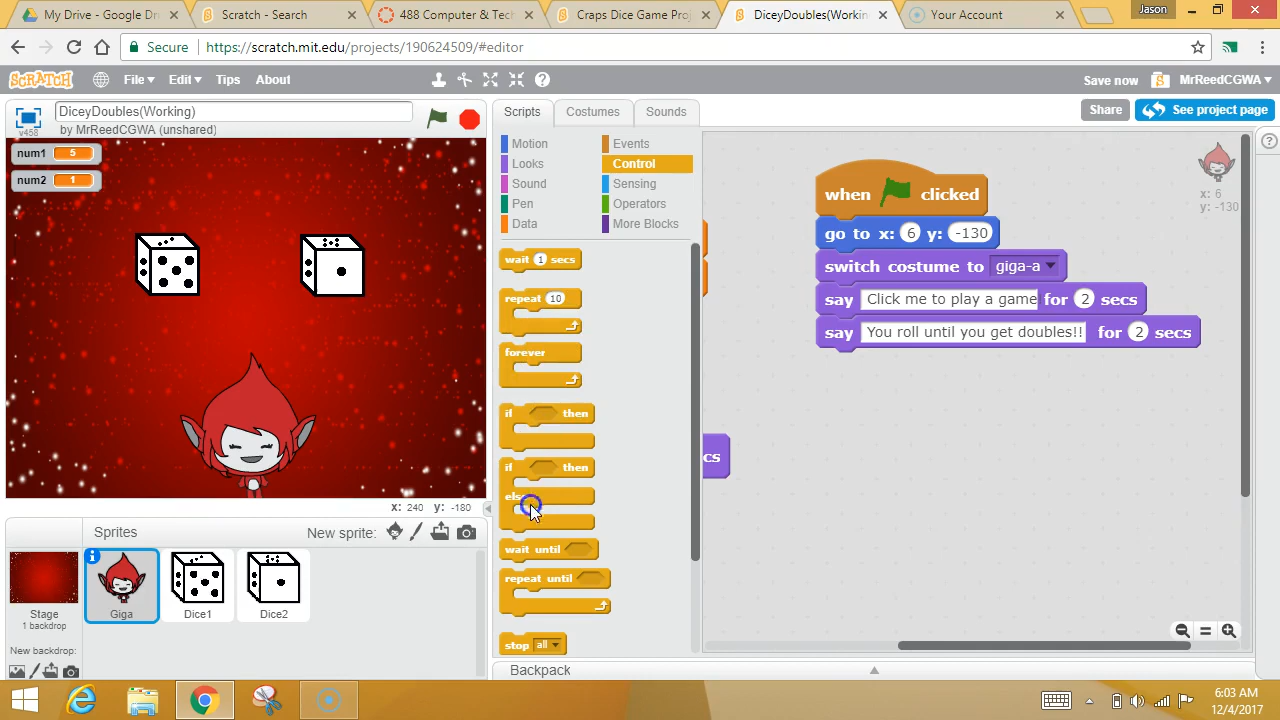 My Drive - Google Dri
Scratch - Search
488 Computer & Tech
Craps Dice Game Proj
DiceyDoubles(Workin
Your Account
Jason
Secure
https://scratch.mit.edu/projects/190624509/#editor
SCRATCH
File
Edit
Tips
About
Save now
MrReedCGWA
v458
DiceyDoubles(Working)
by MrReedCGWA (unshared)
Scripts
Costumes
Sounds
Share
See project page
num1 5
num2 1
Motion
Events
Looks
Control
Sound
Sensing
Pen
Operators
Data
More Blocks
wait 1 secs
repeat 10
forever
if then
if then
else
wait until
repeat until
stop all
when clicked
go to x: 6 y: -130
switch costume to giga-a
say Click me to play a game for 2 secs
say You roll until you get doubles!! for 2 secs
cs
x: 6
y: -130
x: 240 y: -180
Sprites
New sprite:
Stage
1 backdrop
Giga
Dice1
Dice2
New backdrop:
Backpack
6:03 AM
12/4/2017